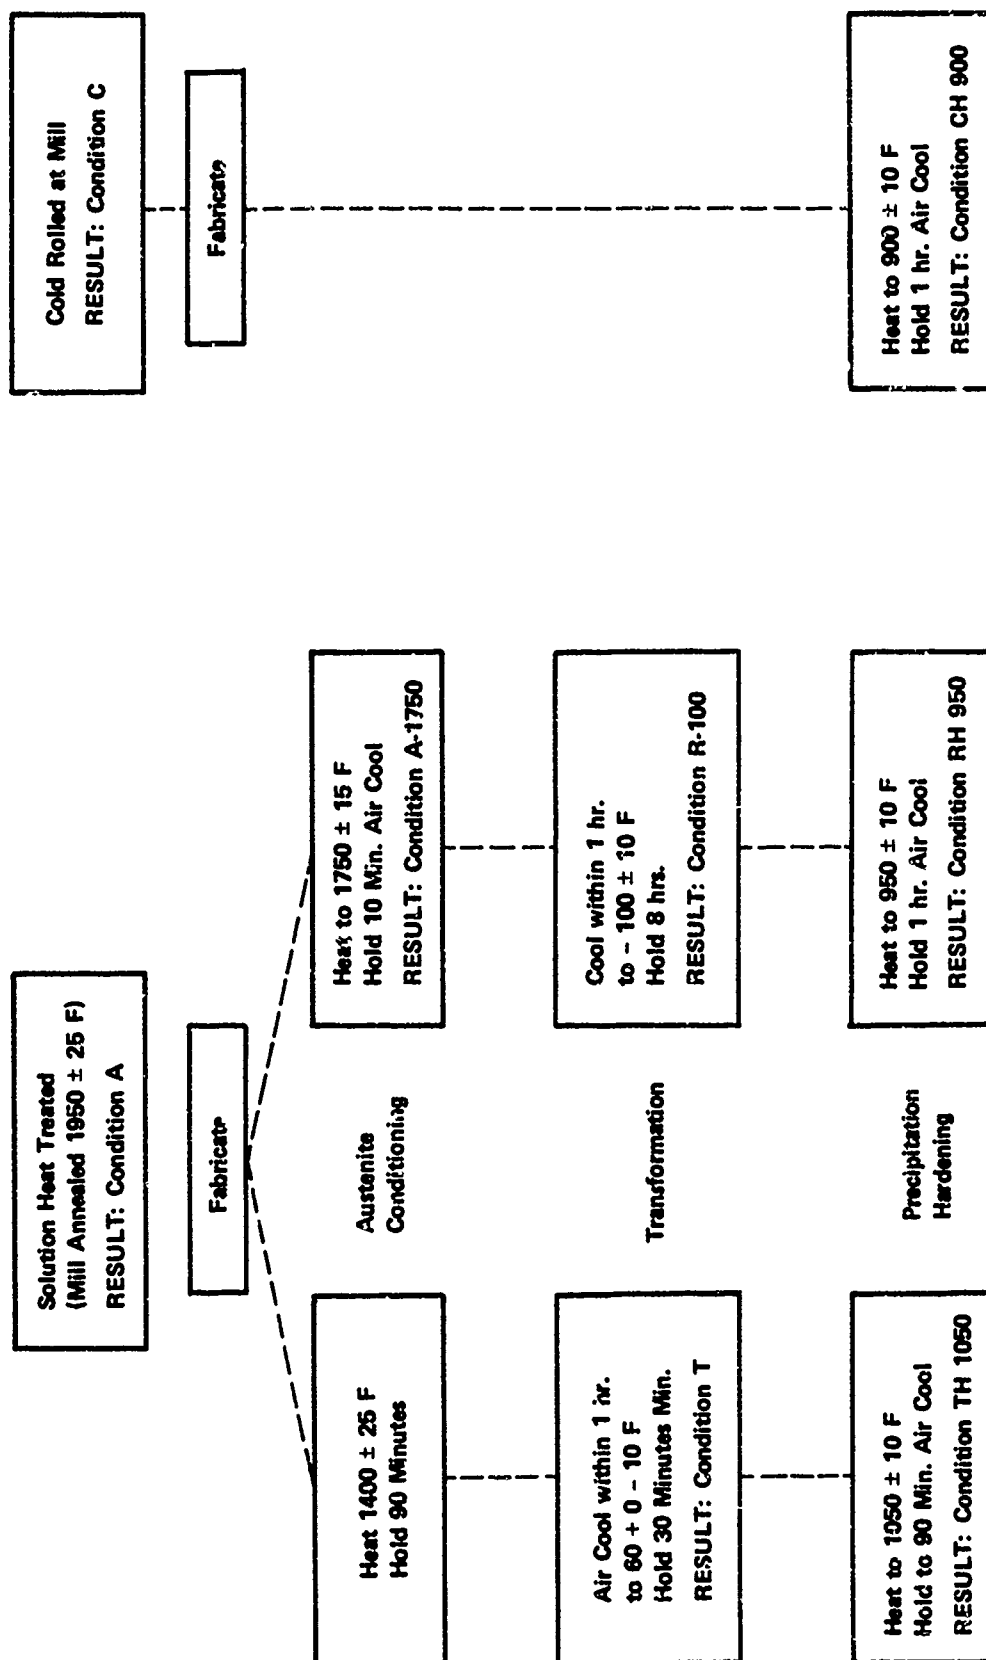 Solution Heat Treated
(Mill Annealed 1950 ± 25 F)
RESULT: Condition A
Cold Rolled at Mill
RESULT: Condition C
Fabricate
Fabricate
Heat 1400 ± 25 F
Hold 90 Minutes
Austenite
Conditioning
Heat to 1750 ± 15 F
Hold 10 Min. Air Cool
RESULT: Condition A-1750
Air Cool within 1 hr.
to 60 + 0 - 10 F
Hold 30 Minutes Min.
RESULT: Condition T
Transformation
Cool within 1 hr.
to - 100 ± 10 F
Hold 8 hrs.
RESULT: Condition R-100
Heat to 1050 ± 10 F
Hold to 90 Min. Air Cool
RESULT: Condition TH 1050
Precipitation
Hardening
Heat to 950 ± 10 F
Hold 1 hr. Air Cool
RESULT: Condition RH 950
Heat to 900 ± 10 F
Hold 1 hr. Air Cool
RESULT: Condition CH 900